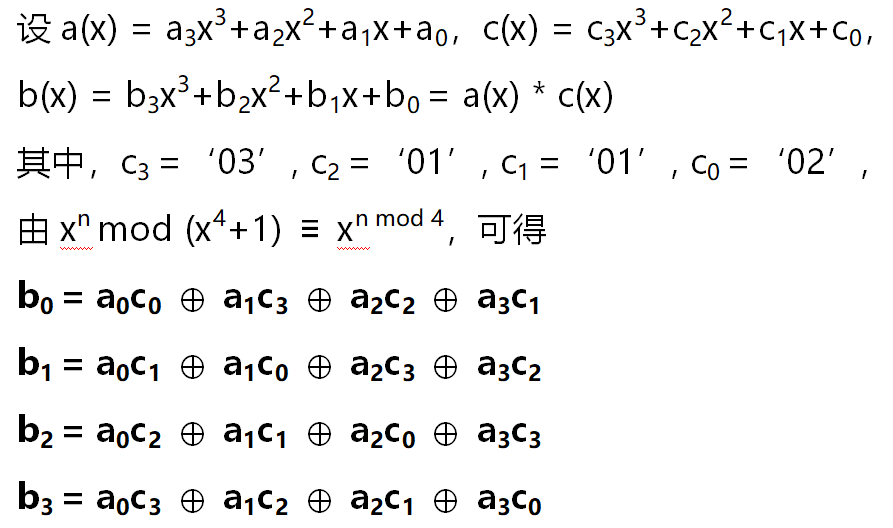 设 a(x) = a₃x³+a₂x²+a₁x+a₀,c(x) = c₃x³+c₂x²+c₁x+c₀,
b(x) = b₃x³+b₂x²+b₁x+b₀ = a(x) * c(x)
其中,c₃ = ‘03’ , c₂ = ‘01’ , c₁ = ‘01’ , c₀ = ‘02’ ,
由 xⁿ mod (x⁴+1) ≡ x^(n mod 4),可得
b₀ = a₀c₀ ⊕ a₁c₃ ⊕ a₂c₂ ⊕ a₃c₁
b₁ = a₀c₁ ⊕ a₁c₀ ⊕ a₂c₃ ⊕ a₃c₂
b₂ = a₀c₂ ⊕ a₁c₁ ⊕ a₂c₀ ⊕ a₃c₃
b₃ = a₀c₃ ⊕ a₁c₂ ⊕ a₂c₁ ⊕ a₃c₀